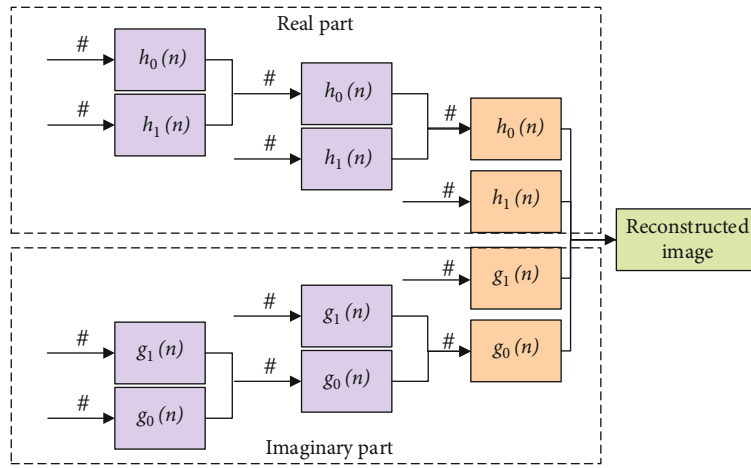 Real part
#
h₀(n)
#
h₁(n)
#
h₀(n)
#
h₁(n)
#
h₀(n)
#
h₁(n)
Reconstructed
image
#
g₁(n)
#
g₁(n)
#
g₀(n)
#
g₀(n)
#
g₁(n)
#
g₀(n)
Imaginary part